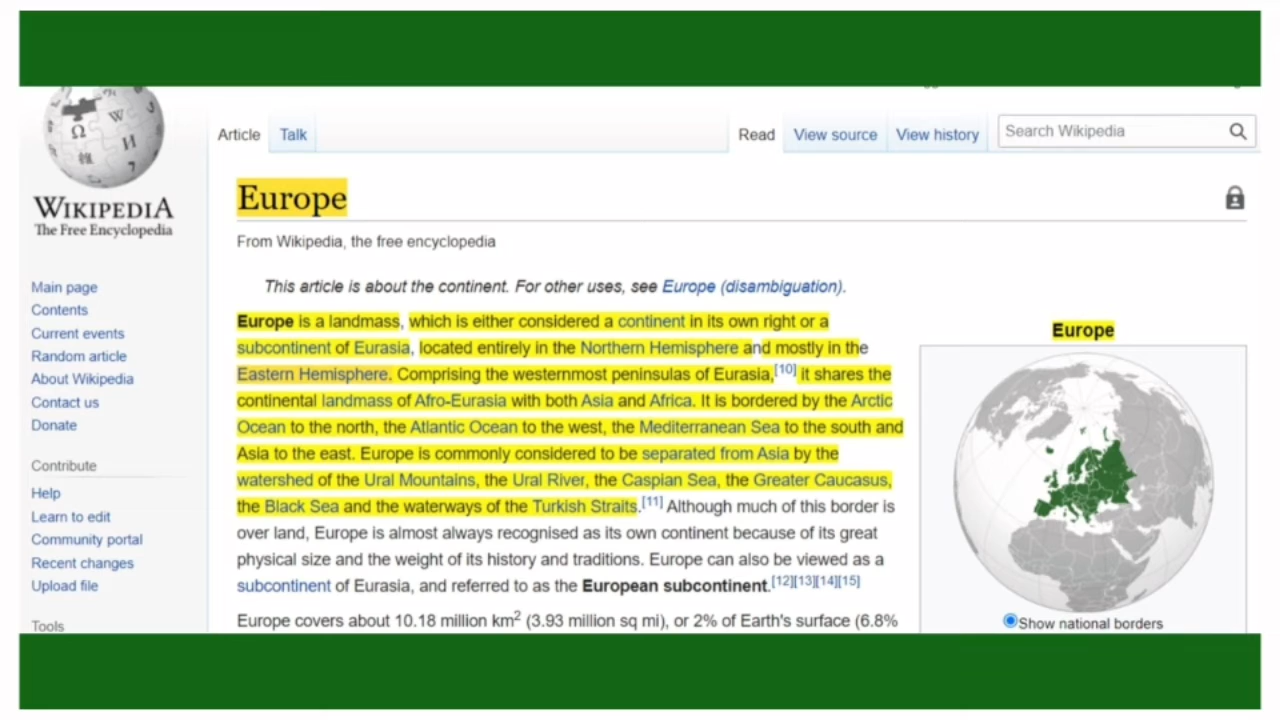 WIKIPEDIA
The Free Encyclopedia
Main page
Contents
Current events
Random article
About Wikipedia
Contact us
Donate
Contribute
Help
Learn to edit
Community portal
Recent changes
Upload file
Tools
Article Talk
Read View source View history
Search Wikipedia
Europe
From Wikipedia, the free encyclopedia
This article is about the continent. For other uses, see Europe (disambiguation).
Europe is a landmass, which is either considered a continent in its own right or a
subcontinent of Eurasia, located entirely in the Northern Hemisphere and mostly in the
Eastern Hemisphere. Comprising the westernmost peninsulas of Eurasia,[10] it shares the
continental landmass of Afro-Eurasia with both Asia and Africa. It is bordered by the Arctic
Ocean to the north, the Atlantic Ocean to the west, the Mediterranean Sea to the south and
Asia to the east. Europe is commonly considered to be separated from Asia by the
watershed of the Ural Mountains, the Ural River, the Caspian Sea, the Greater Caucasus,
the Black Sea and the waterways of the Turkish Straits.[11] Although much of this border is
over land, Europe is almost always recognised as its own continent because of its great
physical size and the weight of its history and traditions. Europe can also be viewed as a
subcontinent of Eurasia, and referred to as the European subcontinent.[12][13][14][15]
Europe covers about 10.18 million km2 (3.93 million sq mi), or 2% of Earth's surface (6.8%
Europe
Show national borders